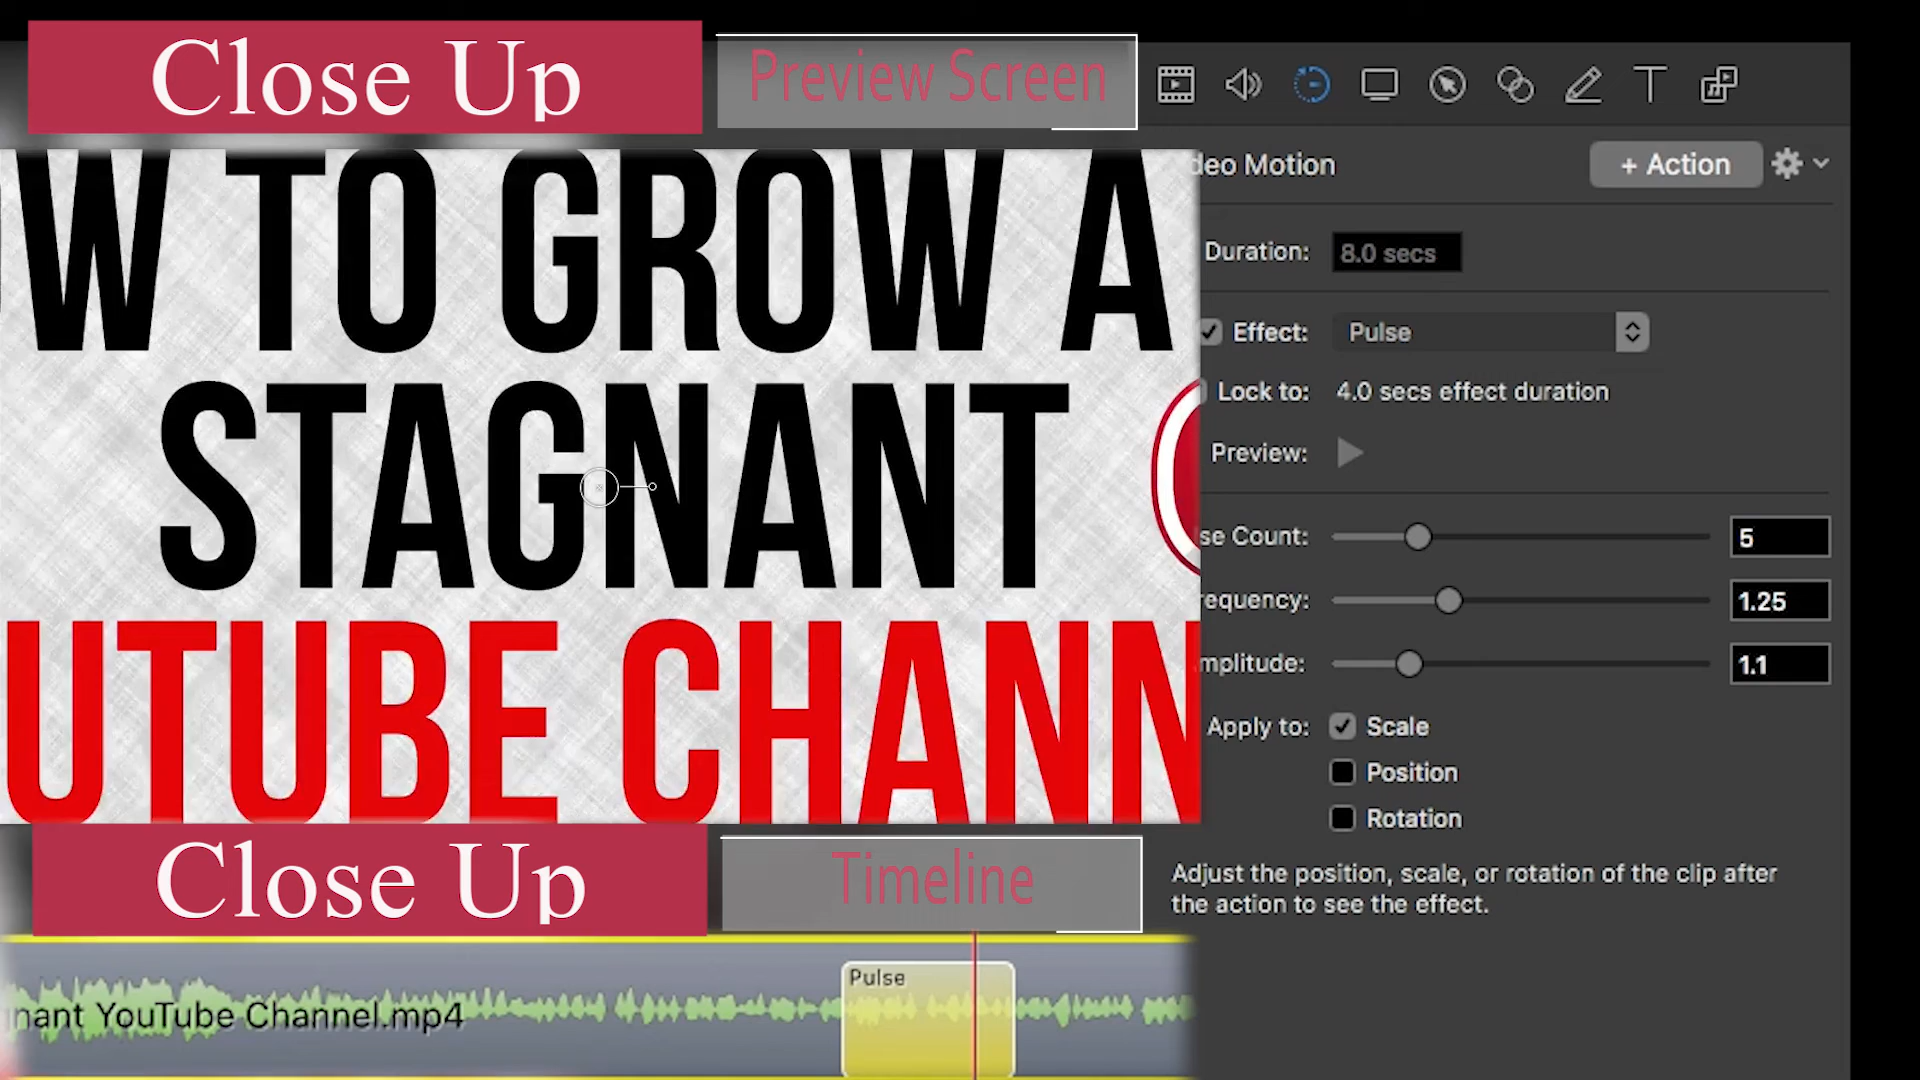 Close Up
Preview Screen
OW TO GROW A
STAGNANT
UTUBE CHANN
deo Motion
+ Action
Duration: 8.0 secs
Effect: Pulse
Lock to: 4.0 secs effect duration
Preview:
se Count: 5
requency: 1.25
mplitude: 1.1
Apply to: Scale
Position
Rotation
Adjust the position, scale, or rotation of the clip after
the action to see the effect.
Close Up
Timeline
Pulse
nant YouTube Channel.mp4